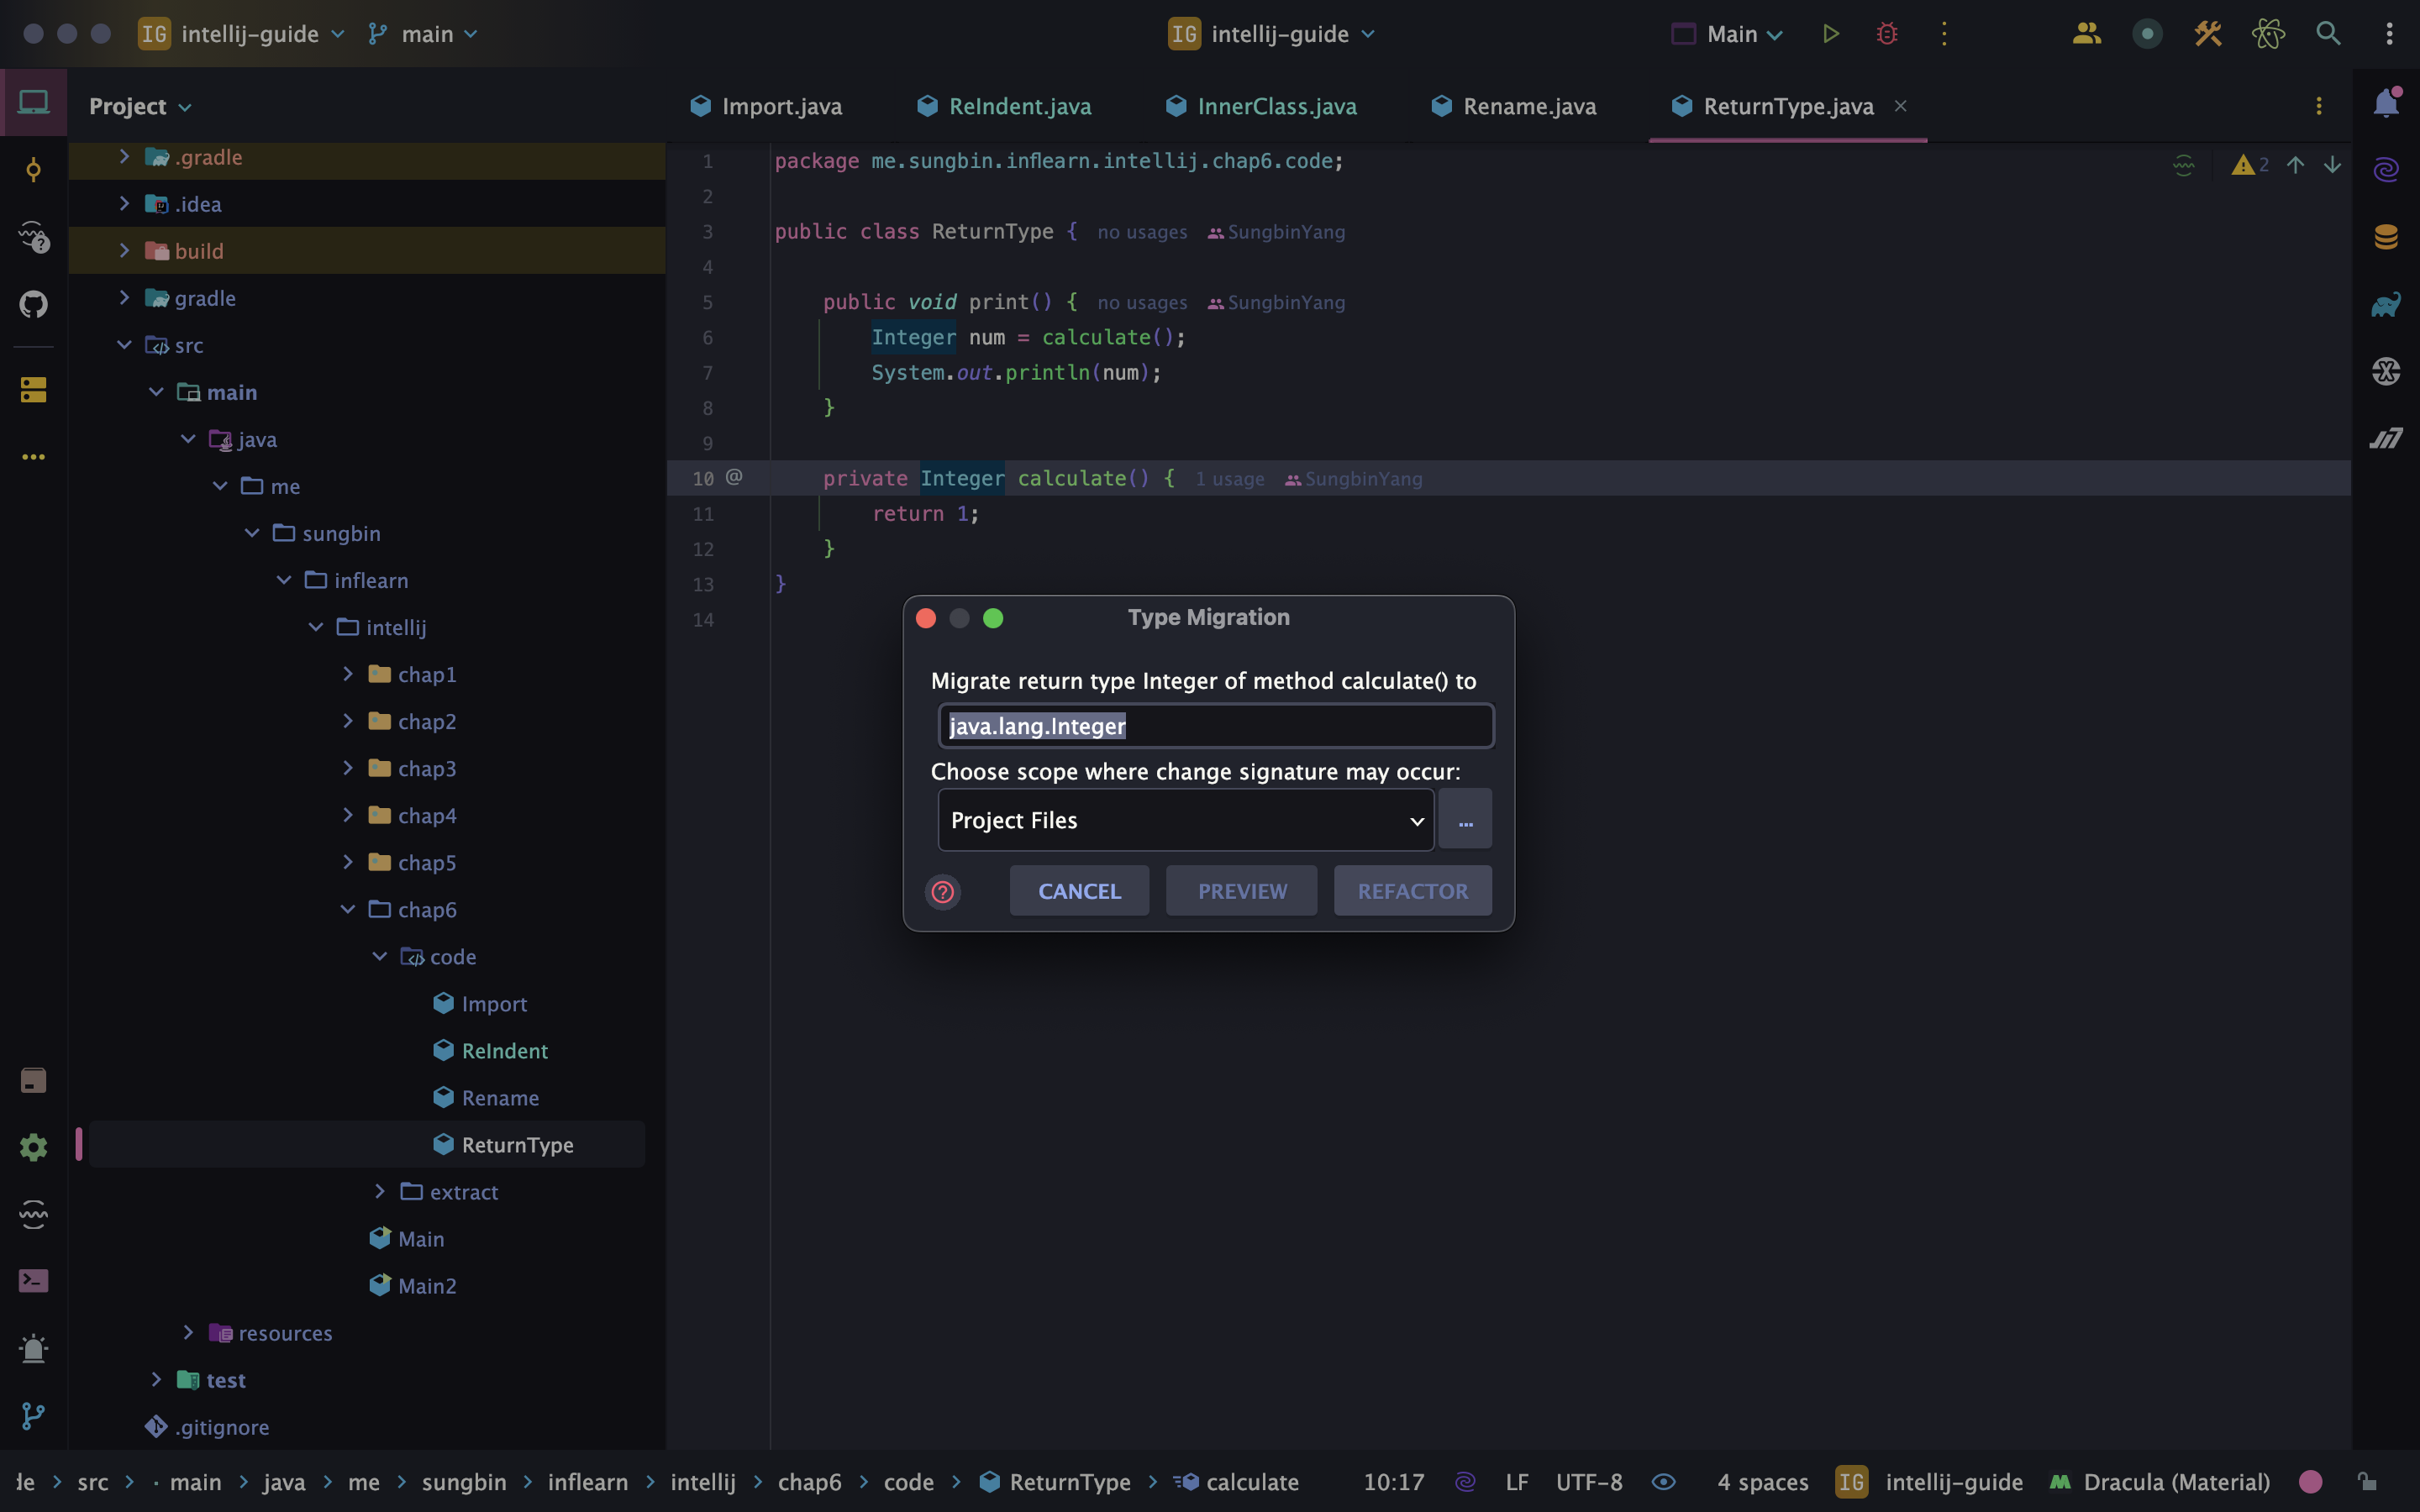 IG intellij-guide main
IG intellij-guide
Main
Project
Import.java ReIndent.java InnerClass.java Rename.java ReturnType.java
.gradle
.idea
build
gradle
src
main
java
me
sungbin
inflearn
intellij
chap1
chap2
chap3
chap4
chap5
chap6
code
Import
ReIndent
Rename
ReturnType
extract
Main
Main2
resources
test
.gitignore
2
1 package me.sungbin.inflearn.intellij.chap6.code;
2
3 public class ReturnType { no usages SungbinYang
4
5 public void print() { no usages SungbinYang
6 Integer num = calculate();
7 System.out.println(num);
8 }
9
10 @ private Integer calculate() { 1 usage SungbinYang
11 return 1;
12 }
13 }
14
Type Migration
Migrate return type Integer of method calculate() to
java.lang.Integer
Choose scope where change signature may occur:
Project Files ...
? CANCEL PREVIEW REFACTOR
de > src > main > java > me > sungbin > inflearn > intellij > chap6 > code > ReturnType > calculate 10:17 LF UTF-8 4 spaces IG intellij-guide Dracula (Material)